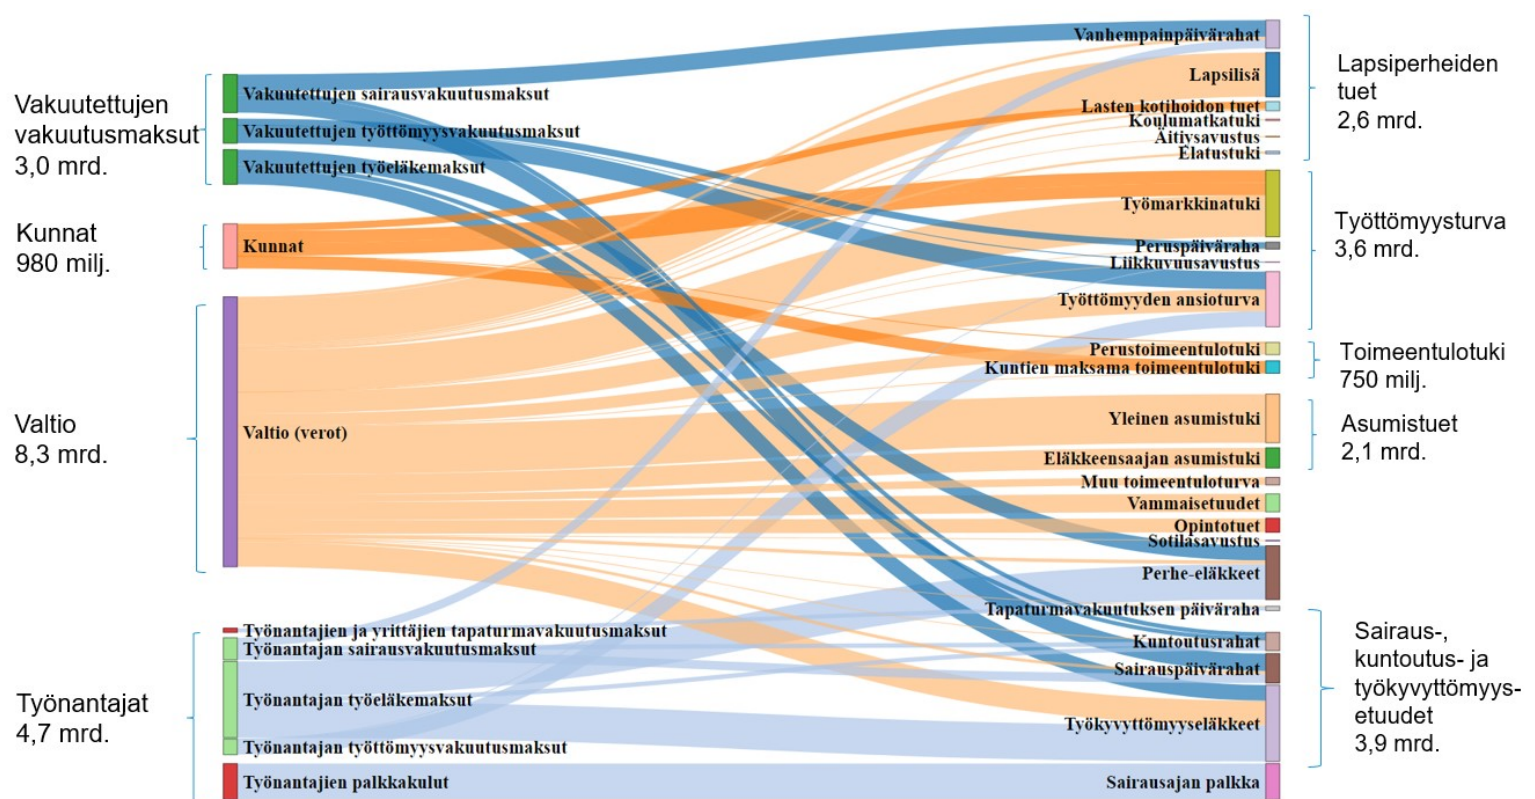 Vakuutettujen
vakuutusmaksut
3,0 mrd.
Kunnat
980 milj.
Valtio
8,3 mrd.
Työnantajat
4,7 mrd.
Vakuutettujen sairausvakuutusmaksut
Vakuutettujen työttömyysvakuutusmaksut
Vakuutettujen työeläkemaksut
Kunnat
Valtio (verot)
Työnantajien ja yrittäjien tapaturmavakuutusmaksut
Työnantajan sairausvakuutusmaksut
Työnantajan työeläkemaksut
Työnantajan työttömyysvakuutusmaksut
Työnantajien palkkakulut
Vanhempainpäivärahat
Lapsilisä
Lasten kotihoidon tuet
Koulumatkatuki
Äitiysavustus
Elatustuki
Työmarkkinatuki
Peruspäiväraha
Liikkuvuusavustus
Työttömyyden ansioturva
Perustoimeentulotuki
Kuntien maksama toimeentulotuki
Yleinen asumistuki
Eläkkeensaajan asumistuki
Muu toimeentuloturva
Vammaisetuudet
Opintotuet
Sotilasavustus
Perhe-eläkkeet
Tapaturmavakuutuksen päiväraha
Kuntoutusrahat
Sairauspäivärahat
Työkyvyttömyyseläkkeet
Sairausajan palkka
Lapsiperheiden
tuet
2,6 mrd.
Työttömyysturva
3,6 mrd.
Toimeentulotuki
750 milj.
Asumistuet
2,1 mrd.
Sairaus-,
kuntoutus- ja
työkyvyttömyys-
etuudet
3,9 mrd.